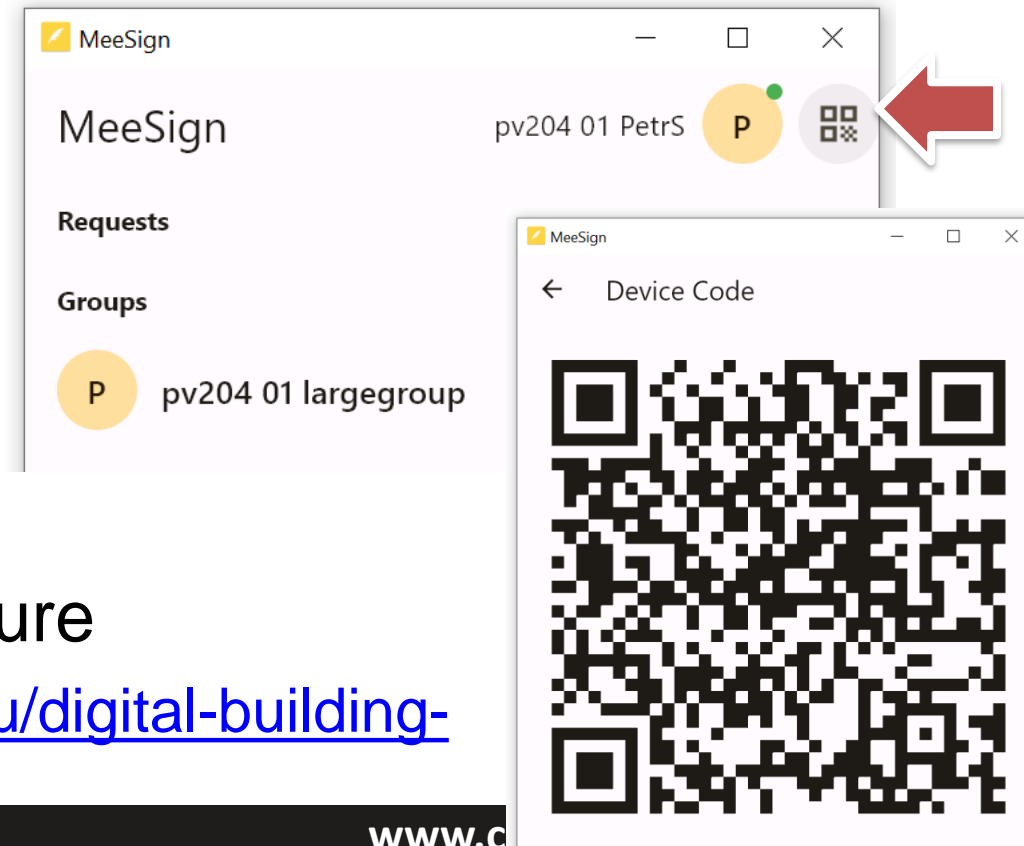 MeeSign
MeeSign
pv204 01 PetrS
P
Requests
Groups
P
pv204 01 largegroup
MeeSign
Device Code
ure
u/digital-building-
www.c